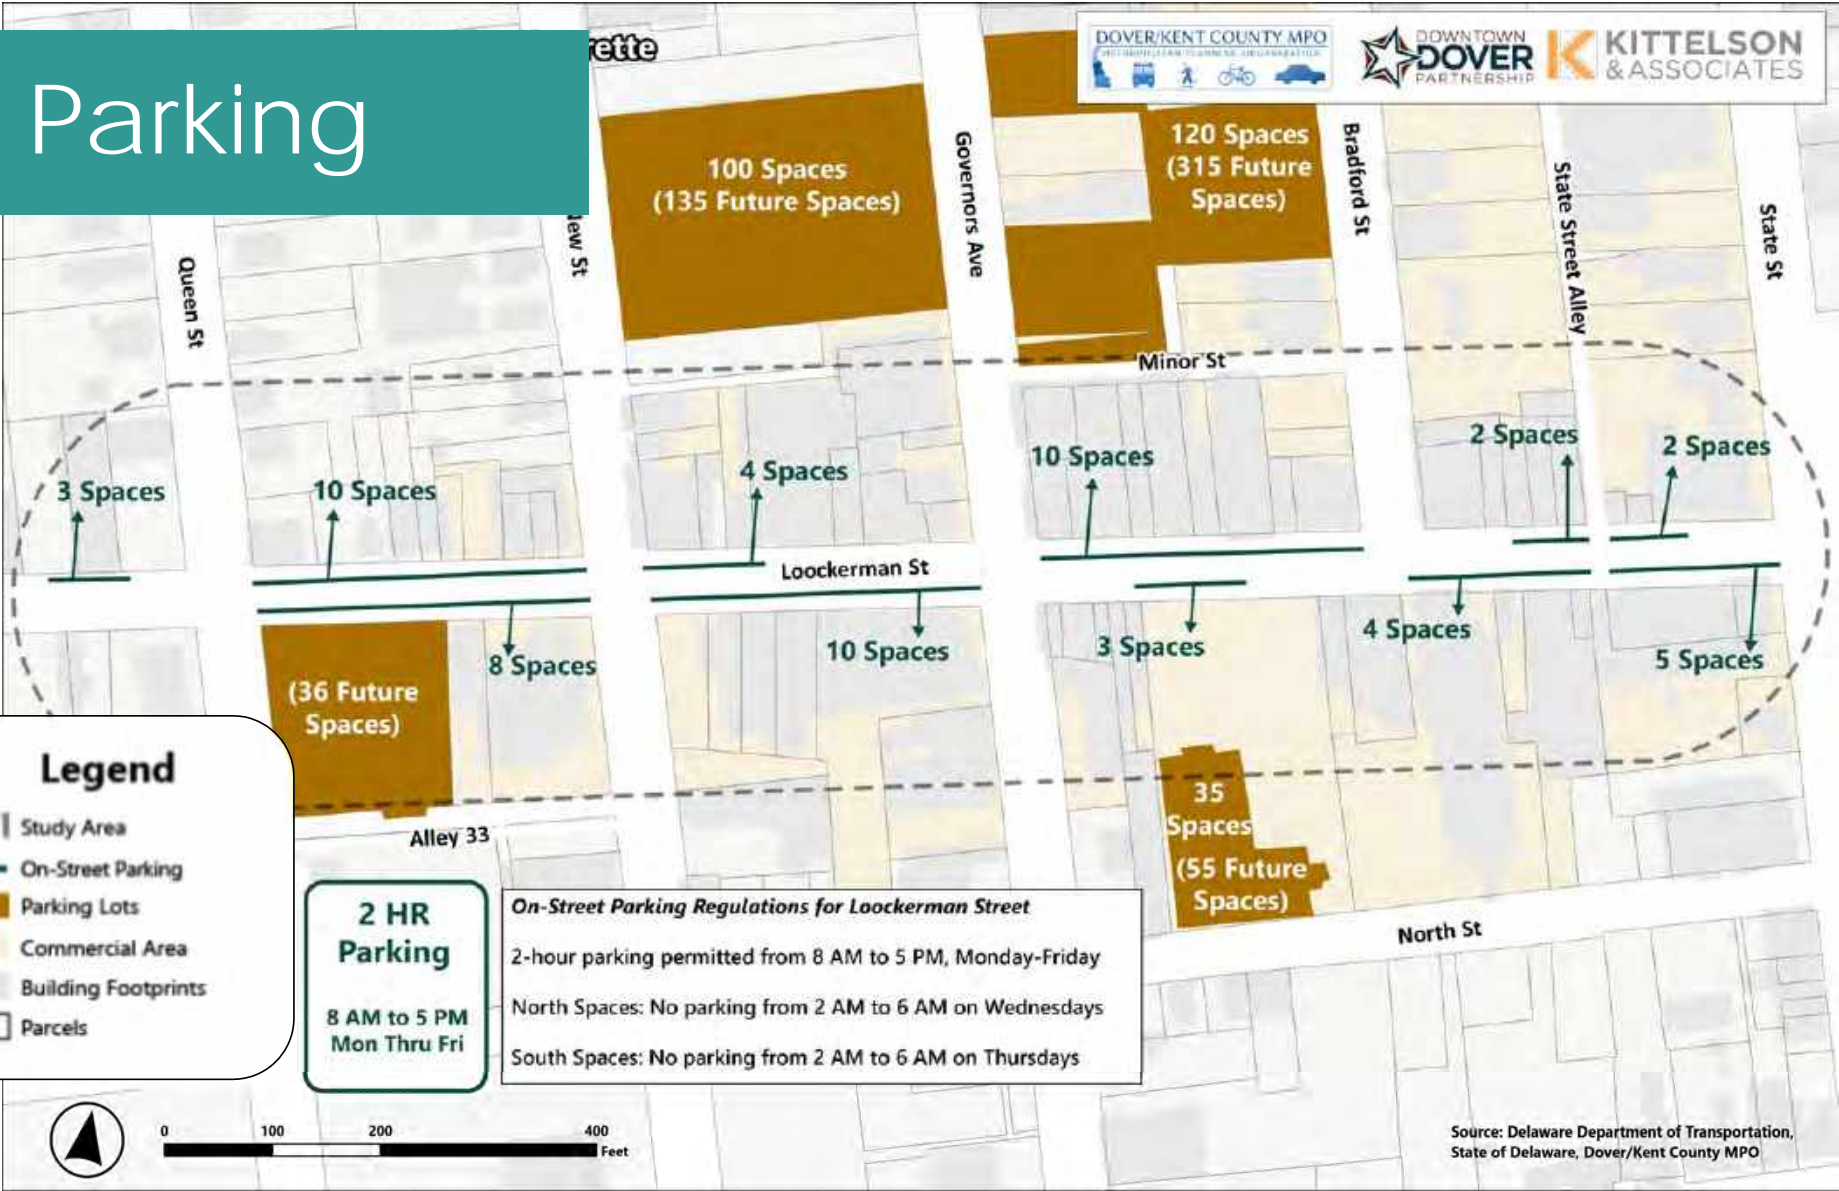 Parking
rette
DOVER/KENT COUNTY MPO
METROPOLITAN PLANNING ORGANIZATION
DOWNTOWN
DOVER
PARTNERSHIP
KITTELSON
& ASSOCIATES
100 Spaces
(135 Future Spaces)
120 Spaces
(315 Future
Spaces)
Queen St
New St
Governors Ave
Bradford St
State Street Alley
State St
Minor St
3 Spaces
10 Spaces
4 Spaces
10 Spaces
2 Spaces
2 Spaces
Loockerman St
8 Spaces
10 Spaces
3 Spaces
4 Spaces
5 Spaces
(36 Future
Spaces)
35
Spaces
(55 Future
Spaces)
Alley 33
North St
Legend
Study Area
On-Street Parking
Parking Lots
Commercial Area
Building Footprints
Parcels
2 HR
Parking
8 AM to 5 PM
Mon Thru Fri
On-Street Parking Regulations for Loockerman Street
2-hour parking permitted from 8 AM to 5 PM, Monday-Friday
North Spaces: No parking from 2 AM to 6 AM on Wednesdays
South Spaces: No parking from 2 AM to 6 AM on Thursdays
0 100 200 400
Feet
Source: Delaware Department of Transportation,
State of Delaware, Dover/Kent County MPO